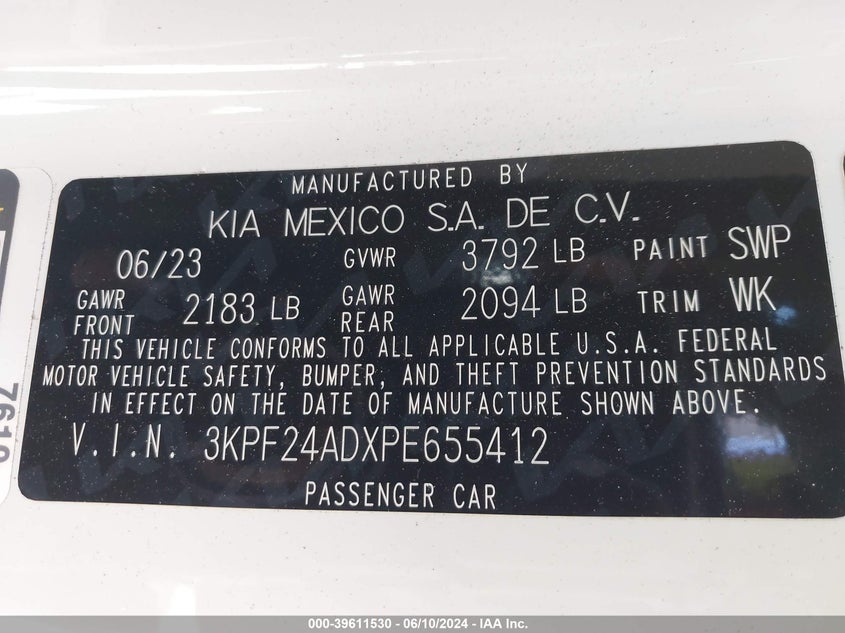 MANUFACTURED BY
KIA MEXICO S.A. DE C.V.
06/23 GVWR 3792 LB PAINT SWP
GAWR FRONT 2183 LB GAWR REAR 2094 LB TRIM WK
THIS VEHICLE CONFORMS TO ALL APPLICABLE U.S.A. FEDERAL
MOTOR VEHICLE SAFETY, BUMPER, AND THEFT PREVENTION STANDARDS
IN EFFECT ON THE DATE OF MANUFACTURE SHOWN ABOVE.
V.I.N. 3KPF24ADXPE655412
PASSENGER CAR
000-39611530 - 06/10/2024 - IAA Inc.